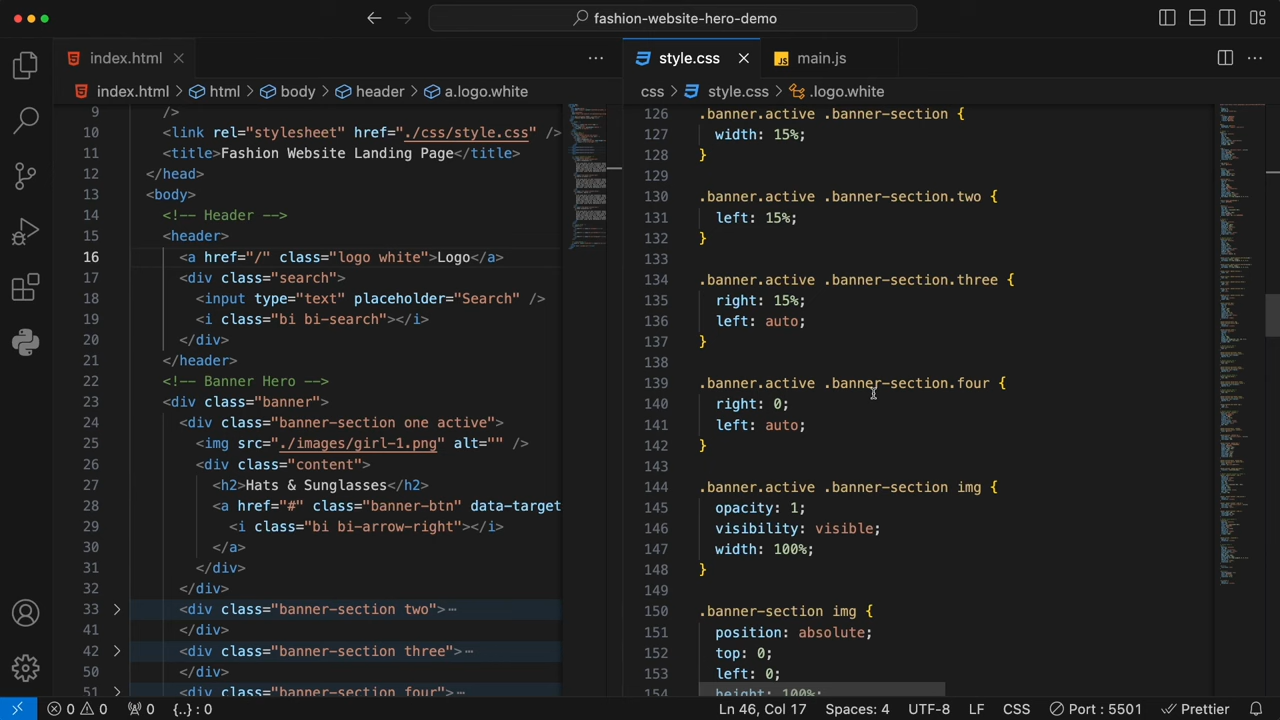 fashion-website-hero-demo
index.html
style.css
main.js
index.html > html > body > header > a.logo.white
css > style.css > .logo.white
9 />
10 <link rel="stylesheet" href="./css/style.css" />
11 <title>Fashion Website Landing Page</title>
12 </head>
13 <body>
14 <!-- Header -->
15 <header>
16 <a href="/" class="logo white">Logo</a>
17 <div class="search">
18 <input type="text" placeholder="Search" />
19 <i class="bi bi-search"></i>
20 </div>
21 </header>
22 <!-- Banner Hero -->
23 <div class="banner">
24 <div class="banner-section one active">
25 <img src="./images/girl-1.png" alt="" />
26 <div class="content">
27 <h2>Hats & Sunglasses</h2>
28 <a href="#" class="banner-btn" data-target
29 <i class="bi bi-arrow-right"></i>
30 </a>
31 </div>
32 </div>
33 <div class="banner-section two">…
41 </div>
42 <div class="banner-section three">…
50 </div>
51 <div class="banner-section four">…
126 .banner.active .banner-section {
127 width: 15%;
128 }
129
130 .banner.active .banner-section.two {
131 left: 15%;
132 }
133
134 .banner.active .banner-section.three {
135 right: 15%;
136 left: auto;
137 }
138
139 .banner.active .banner-section.four {
140 right: 0;
141 left: auto;
142 }
143
144 .banner.active .banner-section img {
145 opacity: 1;
146 visibility: visible;
147 width: 100%;
148 }
149
150 .banner-section img {
151 position: absolute;
152 top: 0;
153 left: 0;
154 height: 100%;
0 0 0 {..} : 0 Ln 46, Col 17 Spaces: 4 UTF-8 LF CSS Port : 5501 Prettier